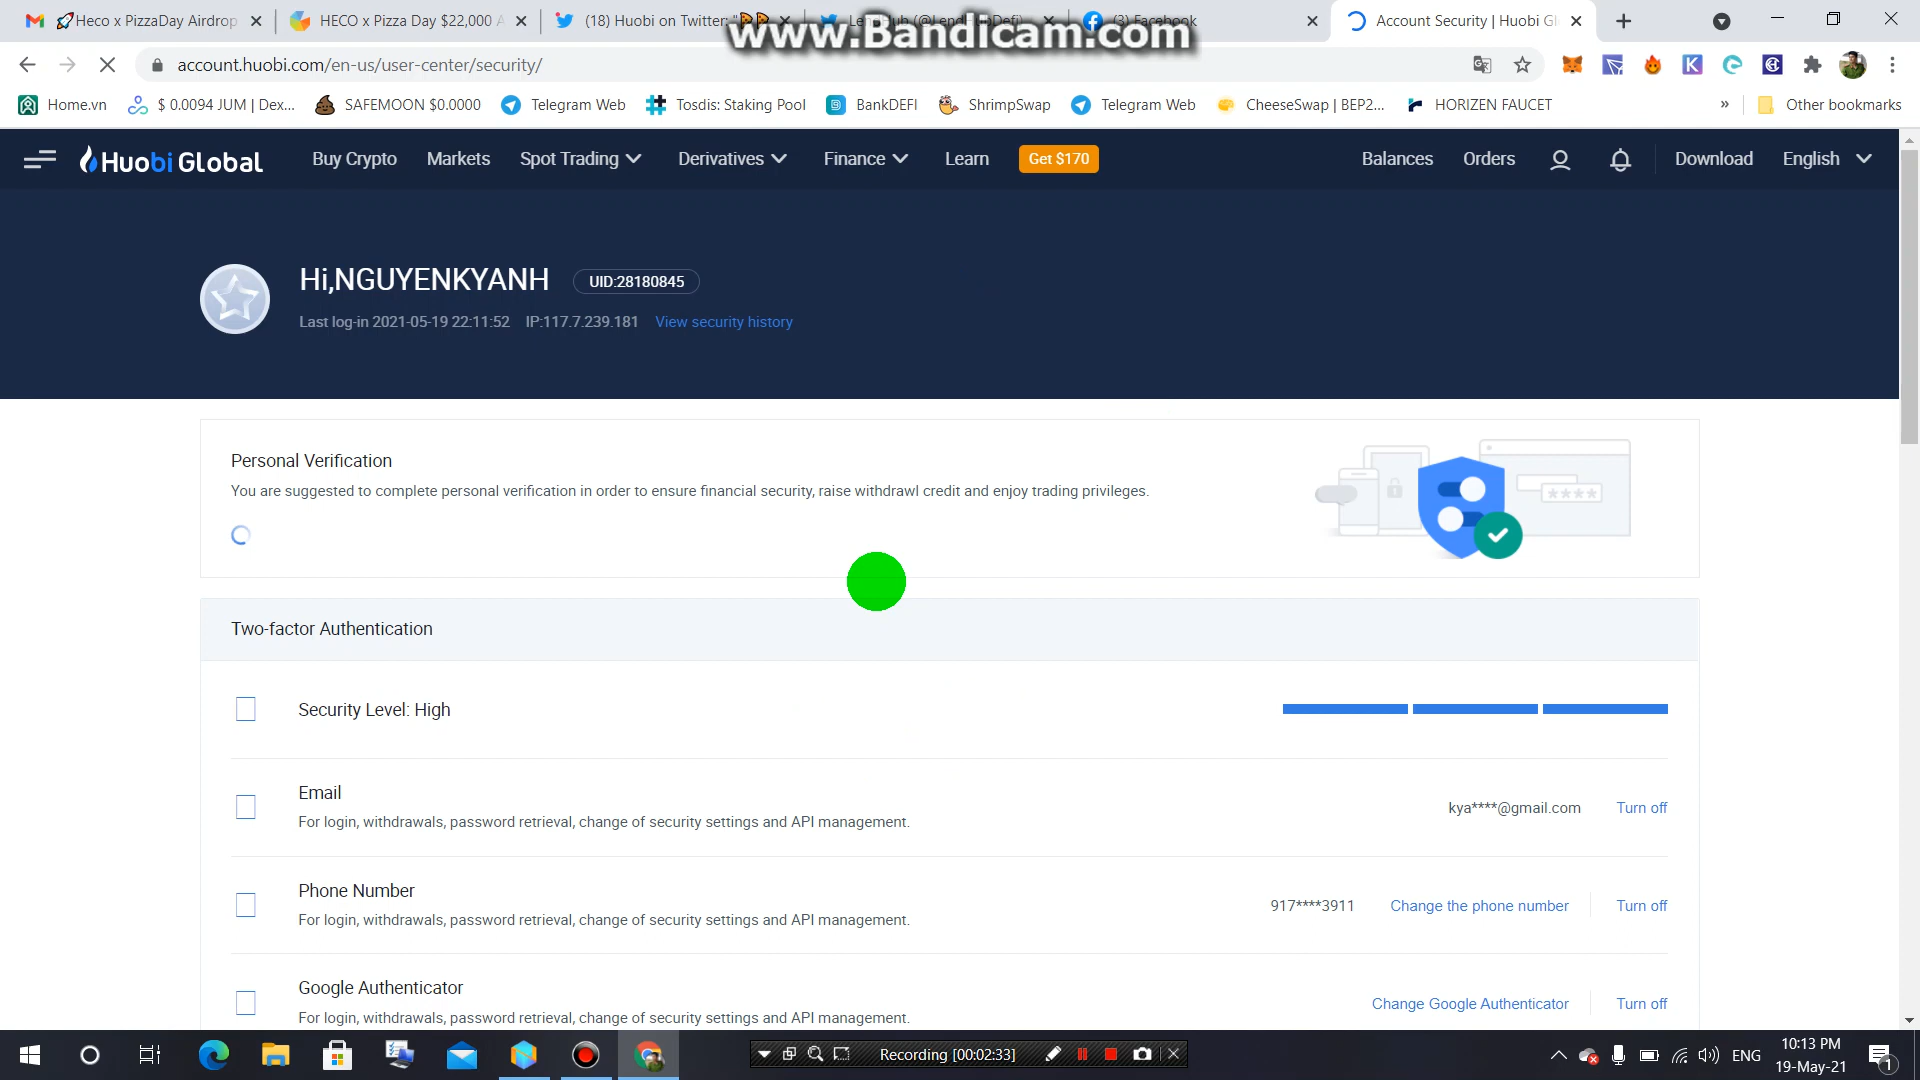 🚀Heco x PizzaDay Airdrop
HECO x Pizza Day $22,000 A
(18) Huobi on Twitter: "🍕🍕
LendHub (@LendHubDefi)
(3) Facebook
Account Security | Huobi Gl
www.Bandicam.com
account.huobi.com/en-us/user-center/security/
Home.vn
$ 0.0094 JUM | Dex...
SAFEMOON $0.0000
Telegram Web
Tosdis: Staking Pool
BankDEFI
ShrimpSwap
Telegram Web
CheeseSwap | BEP2...
HORIZEN FAUCET
»
Other bookmarks
Huobi Global
Buy Crypto
Markets
Spot Trading
Derivatives
Finance
Learn
Get $170
Balances
Orders
Download
English
Hi,NGUYENKYANH
UID:28180845
Last log-in 2021-05-19 22:11:52
IP:117.7.239.181
View security history
Personal Verification
You are suggested to complete personal verification in order to ensure financial security, raise withdrawl credit and enjoy trading privileges.
****
Two-factor Authentication
Security Level: High
Email
For login, withdrawals, password retrieval, change of security settings and API management.
kya****@gmail.com
Turn off
Phone Number
For login, withdrawals, password retrieval, change of security settings and API management.
917****3911
Change the phone number
Turn off
Google Authenticator
For login, withdrawals, password retrieval, change of security settings and API management.
Change Google Authenticator
Turn off
Recording [00:02:33]
ENG
10:13 PM
19-May-21
1